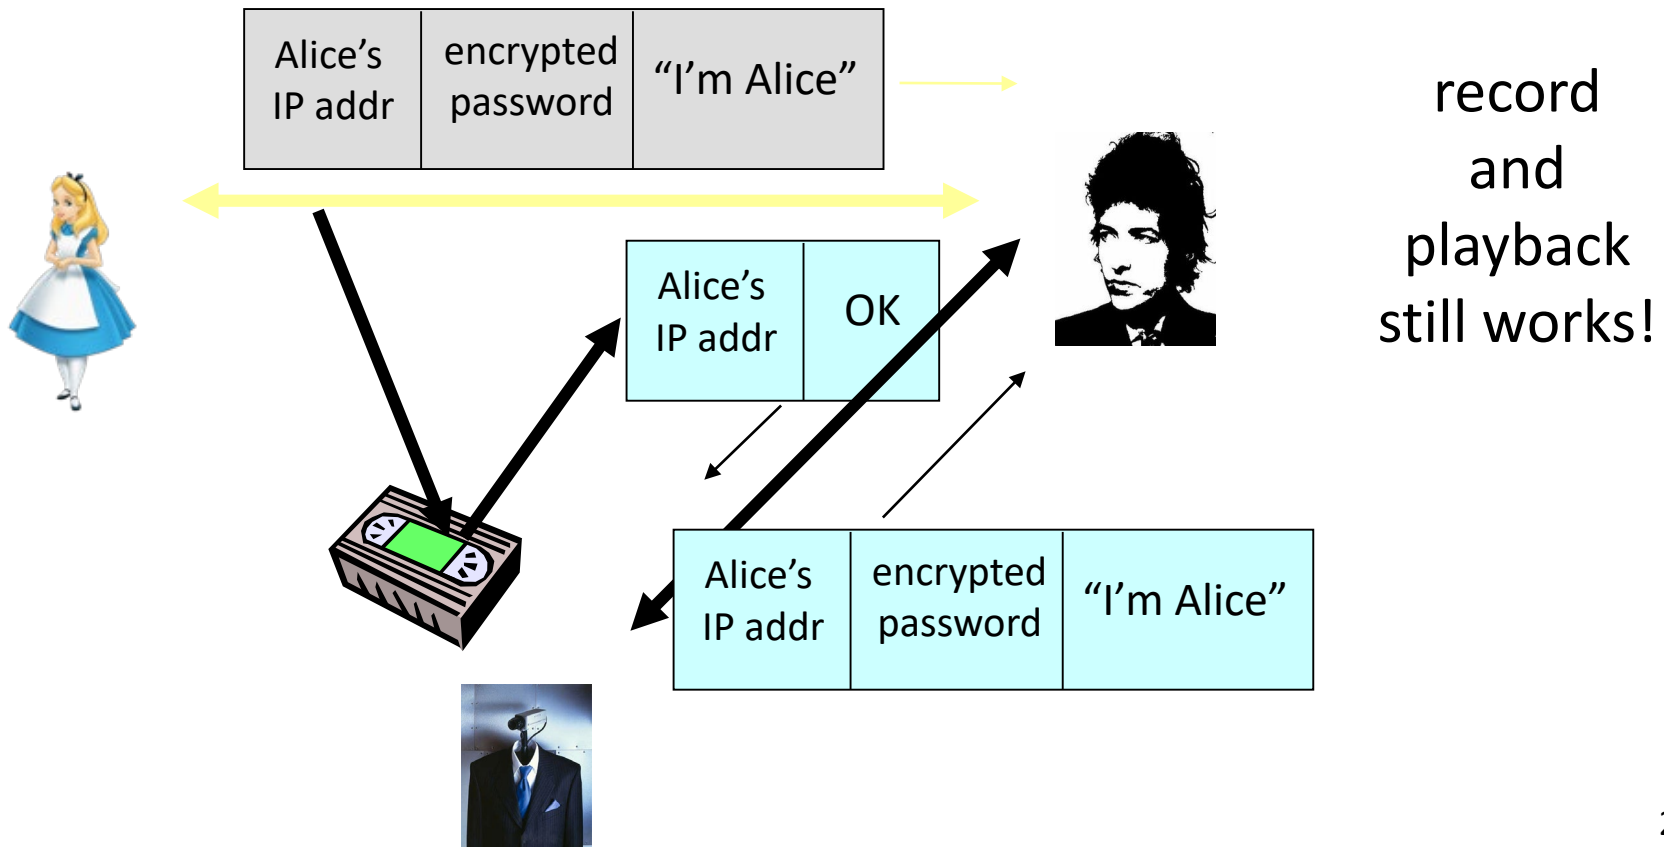 Alice’s
IP addr
encrypted
password
“I’m Alice”
record
and
playback
still works!
Alice’s
IP addr
OK
Alice’s
IP addr
encrypted
password
“I’m Alice”